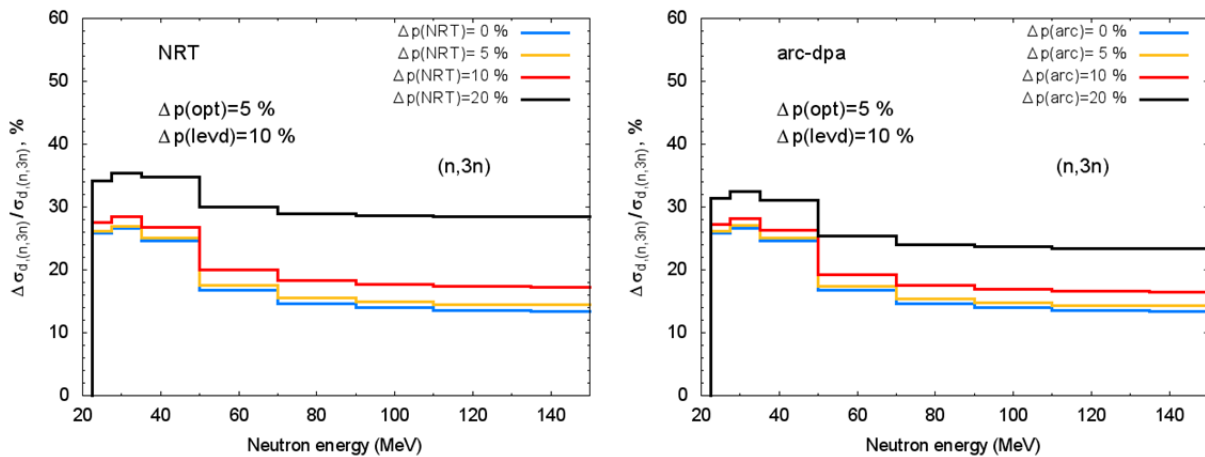 60
50
40
30
20
10
0
Δσd,(n,3n)/σd,(n,3n), %
NRT
Δp(NRT)= 0 %
Δp(NRT)= 5 %
Δp(NRT)=10 %
Δp(NRT)=20 %
Δp(opt)=5 %
Δp(levd)=10 %
(n,3n)
20 40 60 80 100 120 140
Neutron energy (MeV)
60
50
40
30
20
10
0
Δσd,(n,3n)/σd,(n,3n), %
arc-dpa
Δp(arc)= 0 %
Δp(arc)= 5 %
Δp(arc)=10 %
Δp(arc)=20 %
Δp(opt)=5 %
Δp(levd)=10 %
(n,3n)
20 40 60 80 100 120 140
Neutron energy (MeV)